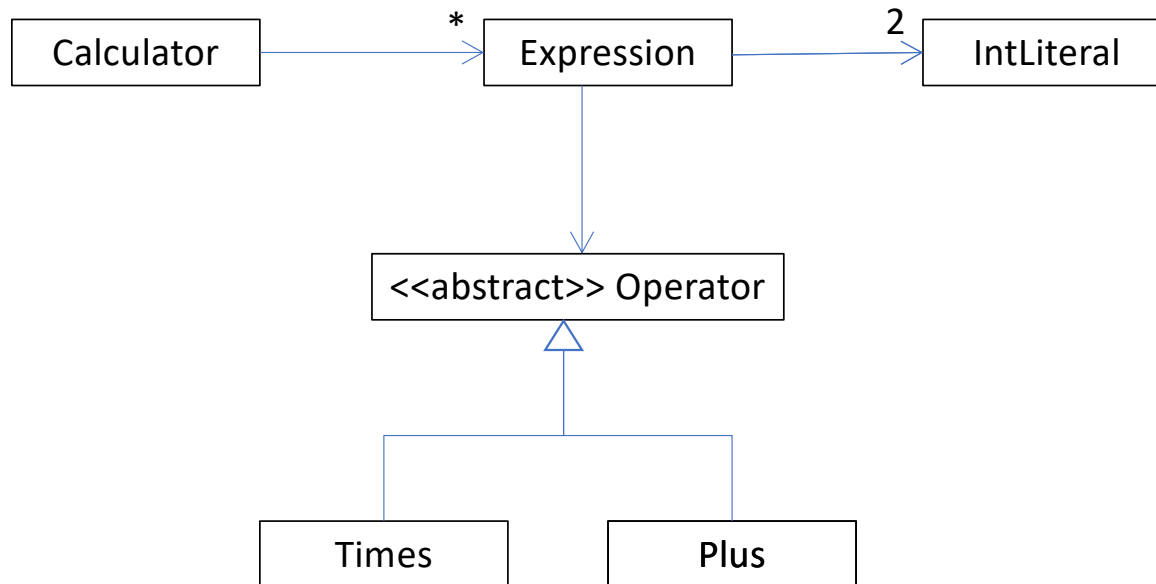 *
2
Calculator
Expression
IntLiteral
<<abstract>> Operator
Times
Plus